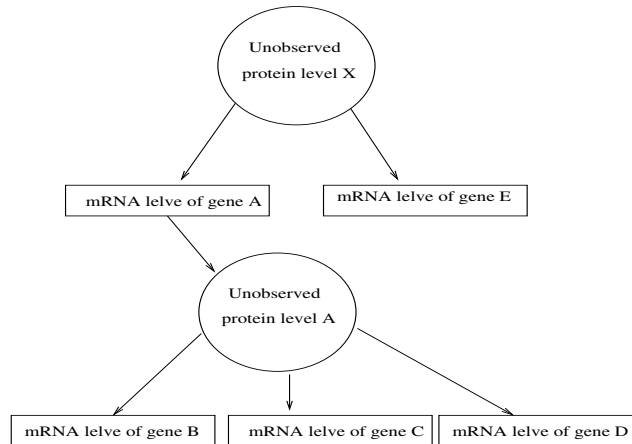 Unobserved
protein level X
mRNA lelve of gene A
mRNA lelve of gene E
Unobserved
protein level A
mRNA lelve of gene B
mRNA lelve of gene C
mRNA lelve of gene D